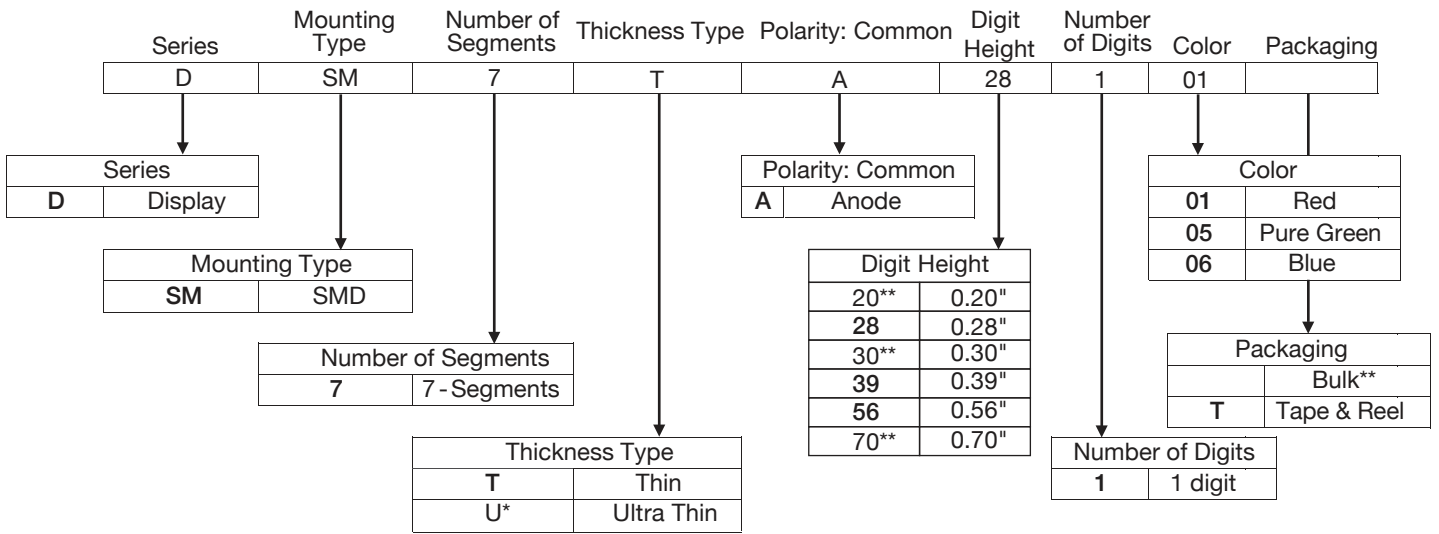 Series Mounting Type Number of Segments Thickness Type Polarity: Common Digit Height Number of Digits Color Packaging
D SM 7 T A 28 1 01
Series
D Display
Mounting Type
SM SMD
Number of Segments
7 7-Segments
Thickness Type
T Thin
U* Ultra Thin
Polarity: Common
A Anode
Digit Height
20** 0.20"
28 0.28"
30** 0.30"
39 0.39"
56 0.56"
70** 0.70"
Number of Digits
1 1 digit
Color
01 Red
05 Pure Green
06 Blue
Packaging
Bulk**
T Tape & Reel